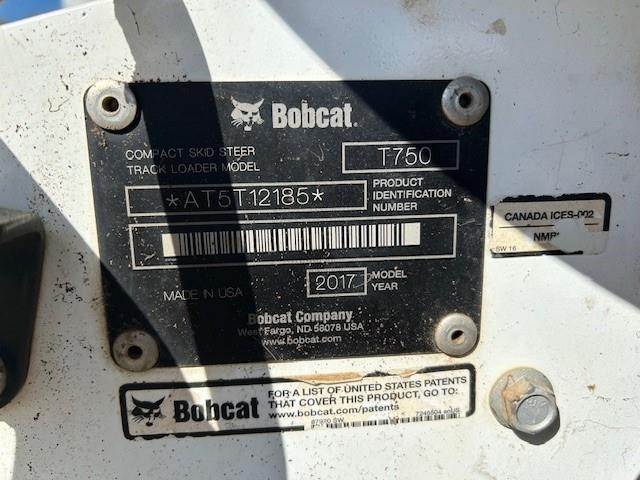 Bobcat.
COMPACT SKID STEER
TRACK LOADER MODEL
T750
*AT5T12185*
PRODUCT
IDENTIFICATION
NUMBER
MADE IN USA
2017
MODEL
YEAR
Bobcat Company
West Fargo, ND 58078 USA
www.bobcat.com
CANADA ICES-002
SW 16
Bobcat
FOR A LIST OF UNITED STATES PATENTS
THAT COVER THIS PRODUCT, GO TO:
www.bobcat.com/patents